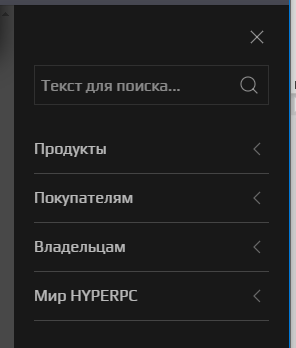 Текст для поиска...
Продукты
Покупателям
Владельцам
Мир HYPERPC